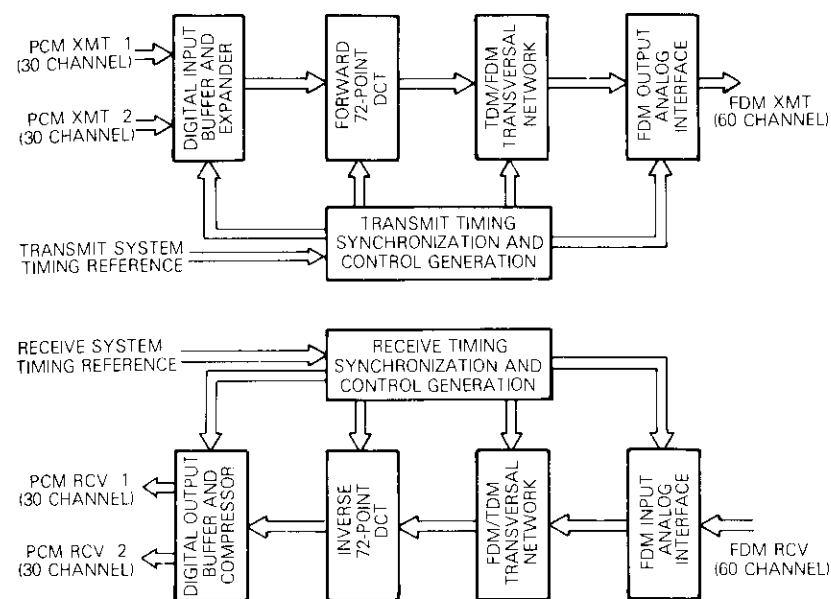 PCM XMT 1
(30 CHANNEL)
PCM XMT 2
(30 CHANNEL)
DIGITAL INPUT
BUFFER AND
EXPANDER
FORWARD
72-POINT
DCT
TDM/FDM
TRANSVERSAL
NETWORK
FDM OUTPUT
ANALOG
INTERFACE
FDM XMT
(60 CHANNEL)
TRANSMIT SYSTEM
TIMING REFERENCE
TRANSMIT TIMING
SYNCHRONIZATION AND
CONTROL GENERATION
RECEIVE SYSTEM
TIMING REFERENCE
RECEIVE TIMING
SYNCHRONIZATION AND
CONTROL GENERATION
PCM RCV 1
(30 CHANNEL)
PCM RCV 2
(30 CHANNEL)
DIGITAL OUTPUT
BUFFER AND
COMPRESSOR
INVERSE
72-POINT
DCT
FDM/TDM
TRANSVERSAL
NETWORK
FDM INPUT
ANALOG
INTERFACE
FDM RCV
(60 CHANNEL)